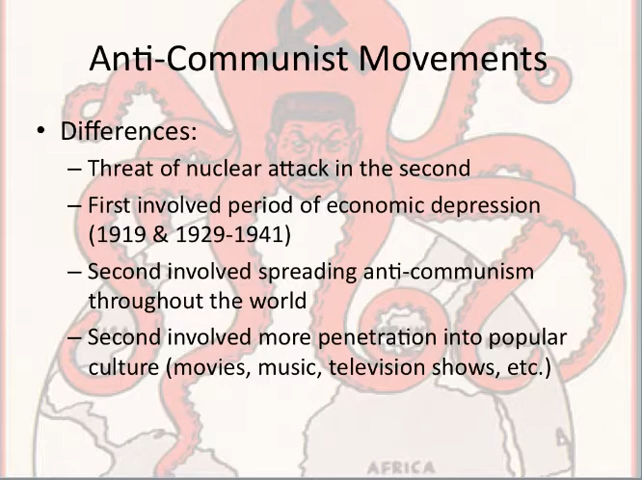 Anti-Communist Movements
• Differences:
– Threat of nuclear attack in the second
– First involved period of economic depression
(1919 & 1929-1941)
– Second involved spreading anti-communism
throughout the world
– Second involved more penetration into popular
culture (movies, music, television shows, etc.)
AFRICA